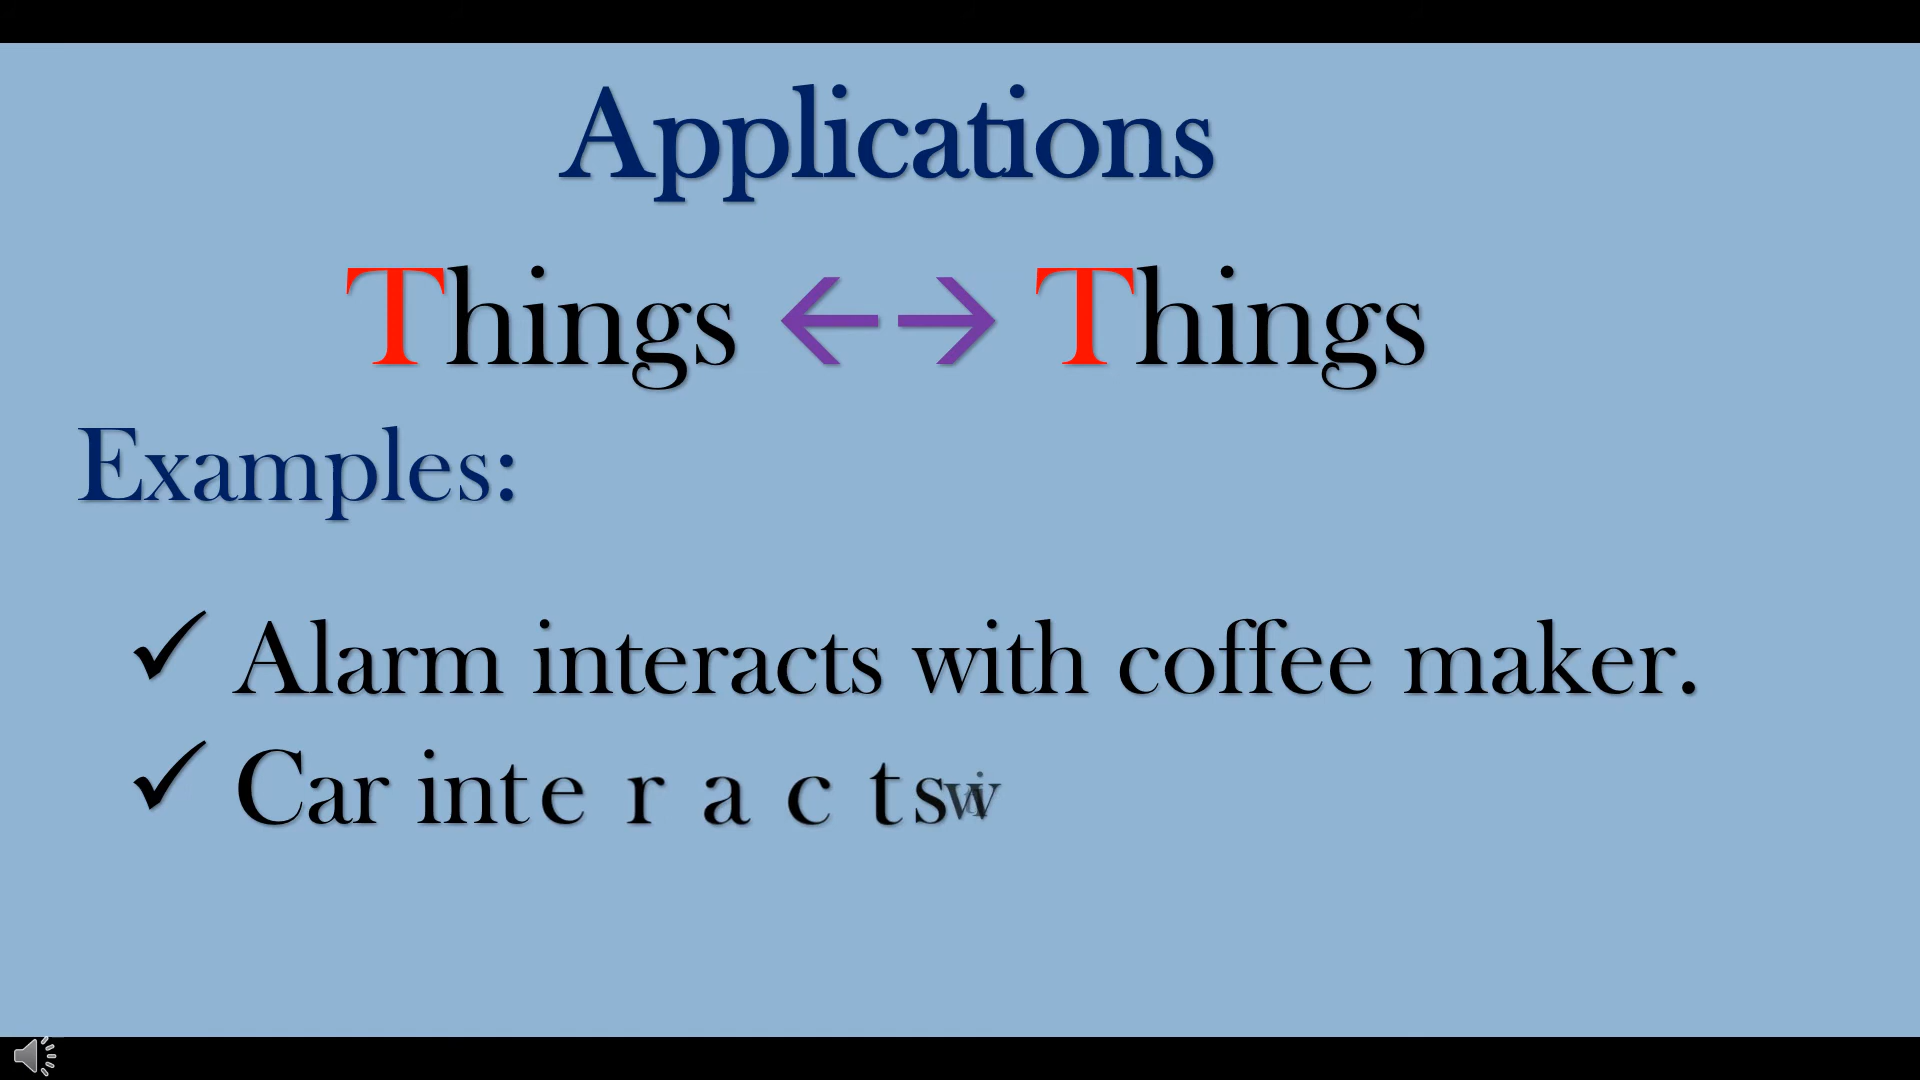 Applications
Things ←→ Things
Examples:
✓ Alarm interacts with coffee maker.
✓ Car interacts